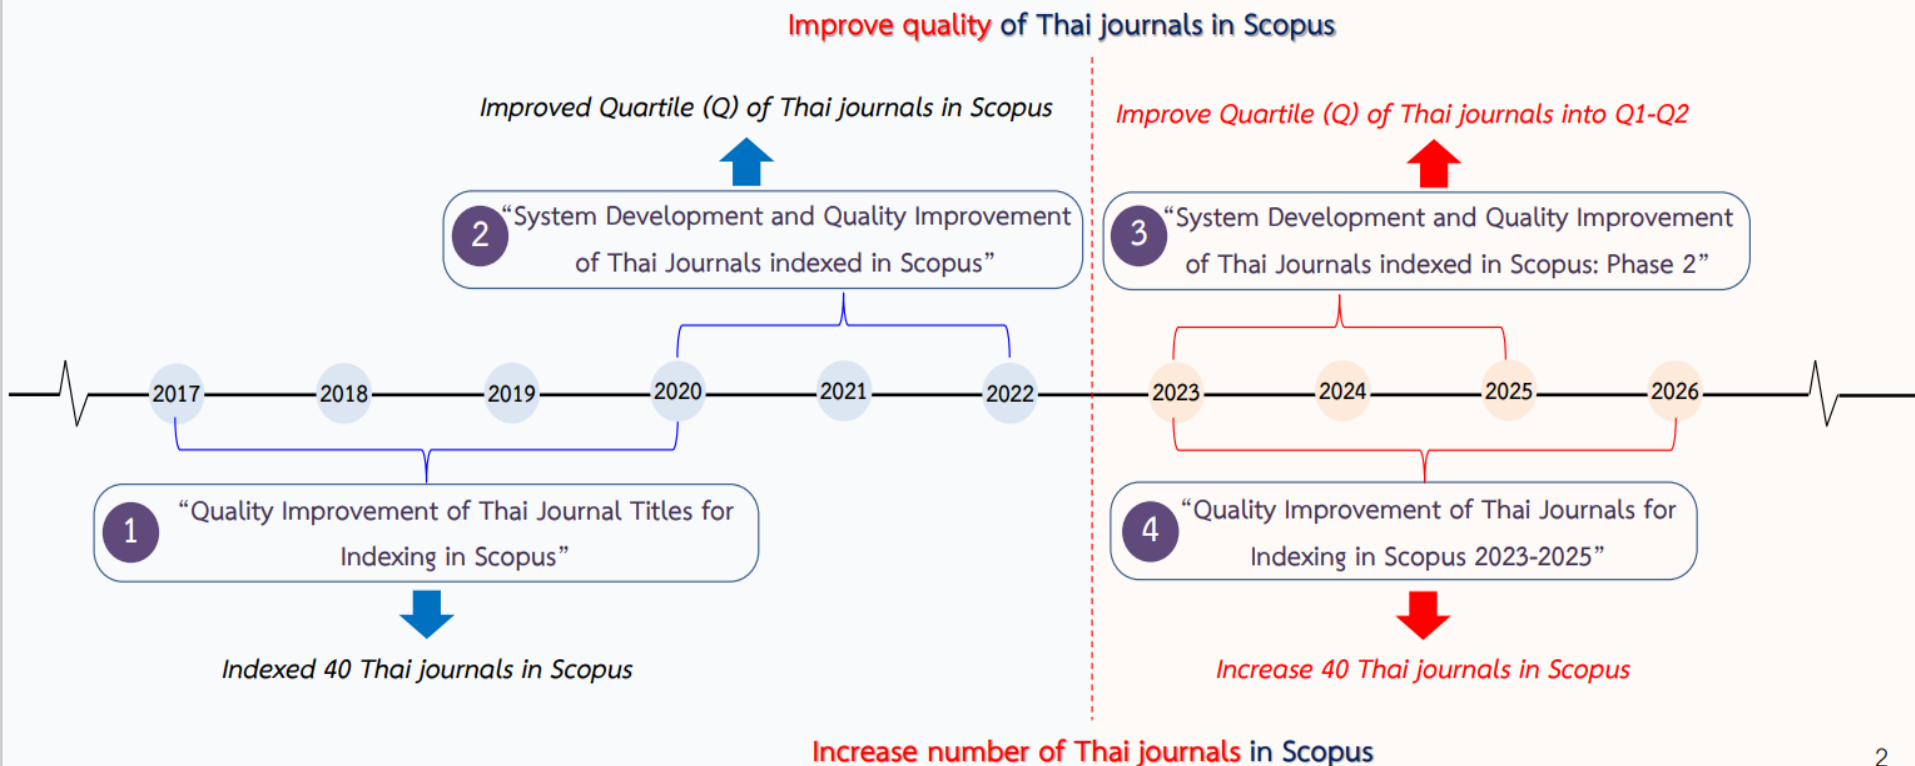 Improve quality of Thai journals in Scopus
Improved Quartile (Q) of Thai journals in Scopus
Improve Quartile (Q) of Thai journals into Q1-Q2
2
“System Development and Quality Improvement
of Thai Journals indexed in Scopus”
3
“System Development and Quality Improvement
of Thai Journals indexed in Scopus: Phase 2”
2017
2018
2019
2020
2021
2022
2023
2024
2025
2026
1
“Quality Improvement of Thai Journal Titles for
Indexing in Scopus”
4
“Quality Improvement of Thai Journals for
Indexing in Scopus 2023-2025”
Indexed 40 Thai journals in Scopus
Increase 40 Thai journals in Scopus
Increase number of Thai journals in Scopus
2